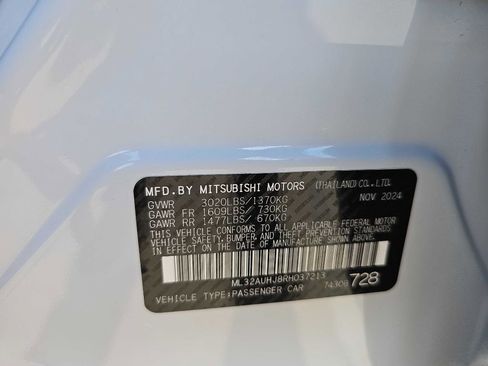 MFD.BY MITSUBISHI MOTORS (THAILAND)CO.,LTD.
GVWR 3020LBS/1370KG NOV 2024
GAWR FR 1609LBS/ 730KG
GAWR RR 1477LBS/ 670KG
THIS VEHICLE CONFORMS TO ALL APPLICABLE
FEDERAL MOTOR VEHICLE
SAFETY,BUMPER,AND THEFT PREVENTION STANDARDS
IN EFFECT ON THE DATE OF MANUFACTURE SHOWN ABOVE.
ML32AUHJ8RH037213
VEHICLE TYPE:PASSENGER CAR 728